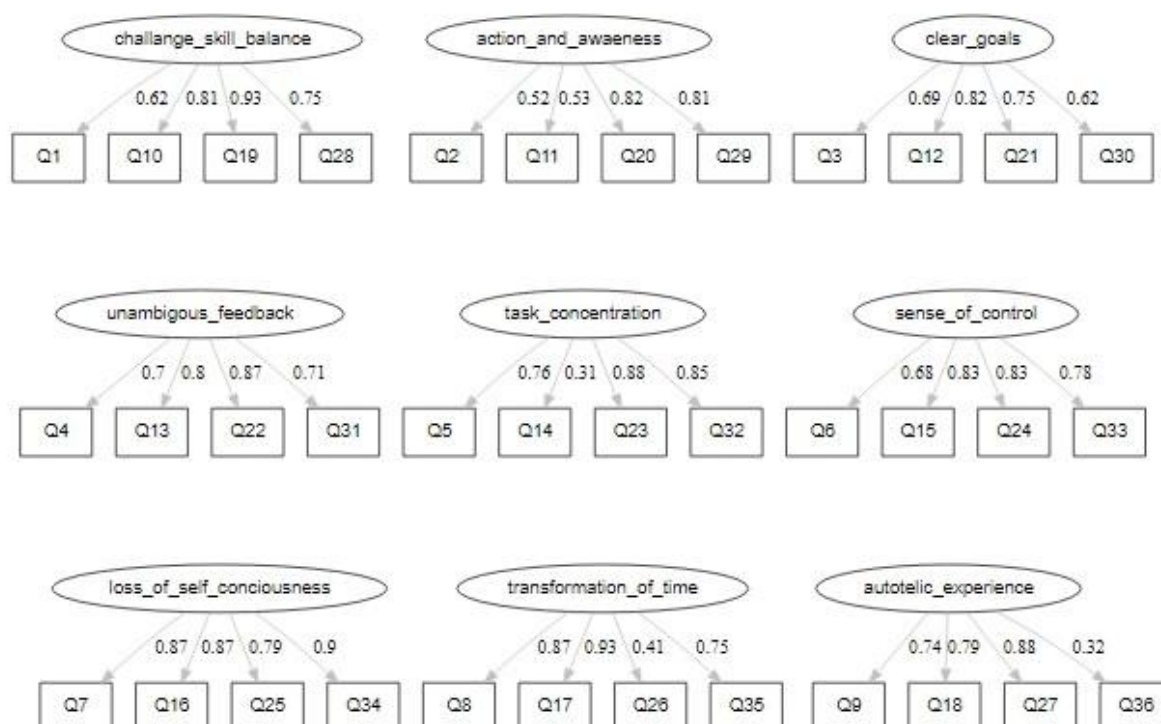 challange_skill_balance action_and_awaeness clear_goals
0.62 0.81 0.93 0.75 0.52 0.53 0.82 0.81 0.69 0.82 0.75 0.62
Q1 Q10 Q19 Q28 Q2 Q11 Q20 Q29 Q3 Q12 Q21 Q30
unambigous_feedback task_concentration sense_of_control
0.7 0.8 0.87 0.71 0.76 0.31 0.88 0.85 0.68 0.83 0.83 0.78
Q4 Q13 Q22 Q31 Q5 Q14 Q23 Q32 Q6 Q15 Q24 Q33
loss_of_self_conciousness transformation_of_time autotelic_experience
0.87 0.87 0.79 0.9 0.87 0.93 0.41 0.75 0.74 0.79 0.88 0.32
Q7 Q16 Q25 Q34 Q8 Q17 Q26 Q35 Q9 Q18 Q27 Q36